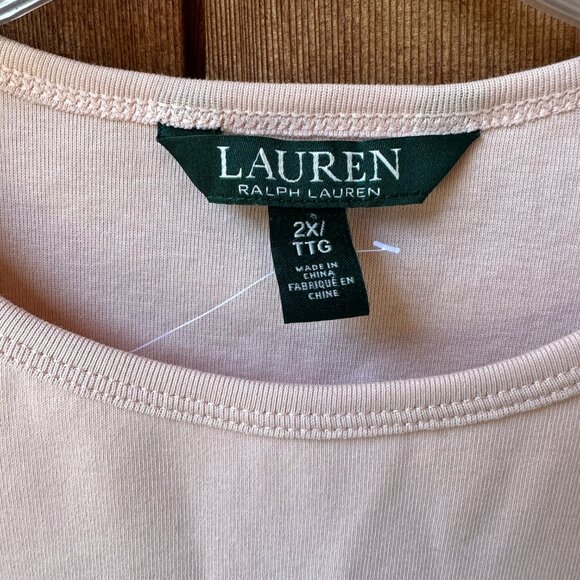 LAUREN
RALPH LAUREN
2X/
TTG
MADE IN
CHINA
FABRIQUÉ EN
CHINE